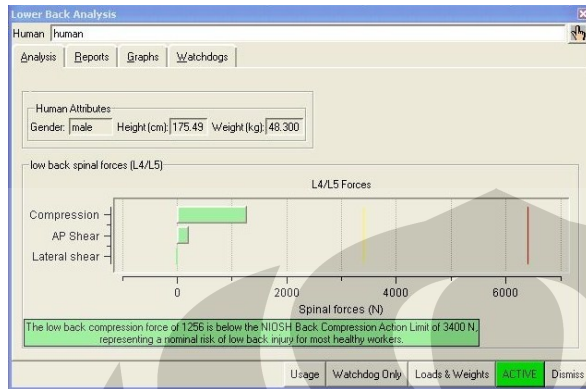 Lower Back Analysis
Human human
Analysis Reports Graphs Watchdogs
Human Attributes
Gender: male Height (cm): 175.49 Weight (kg): 48.300
low back spinal forces (L4/L5)
L4/L5 Forces
Compression
AP Shear
Lateral shear
0 2000 4000 6000
Spinal forces (N)
The low back compression force of 1256 is below the NIOSH Back Compression Action Limit of 3400 N,
representing a nominal risk of low back injury for most healthy workers.
Usage Watchdog Only Loads & Weights ACTIVE Dismiss